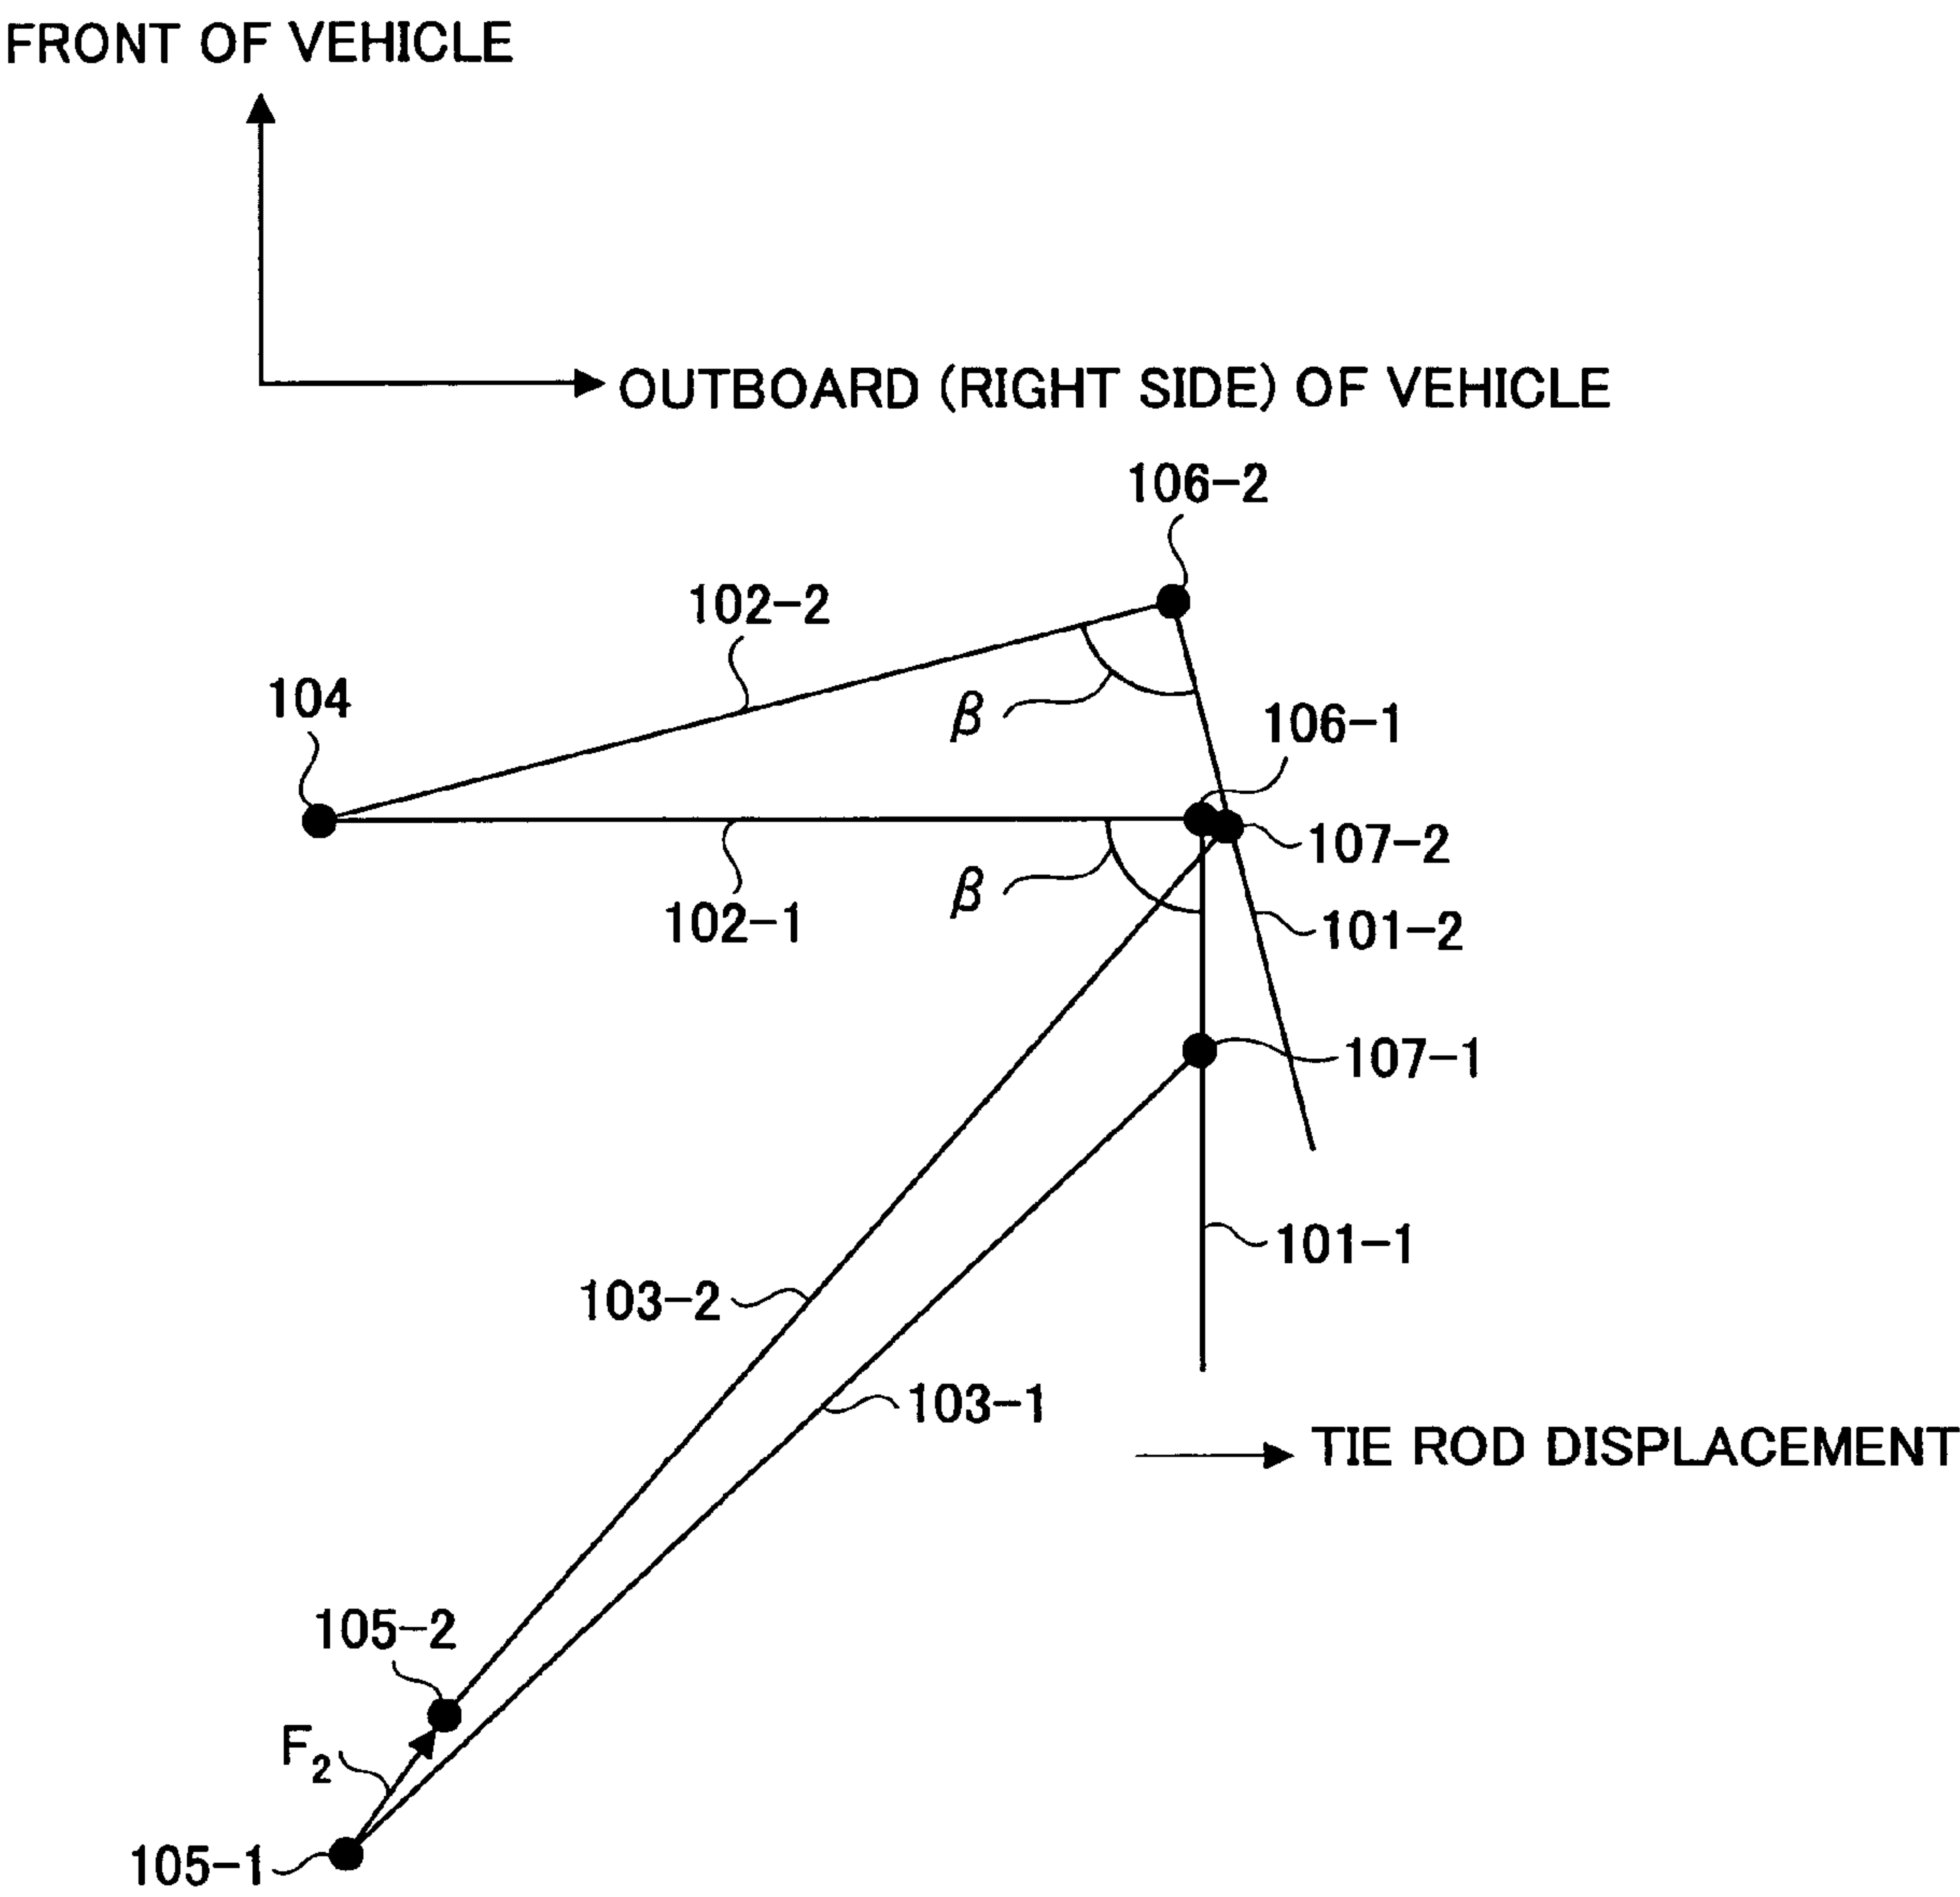 FRONT OF VEHICLE
OUTBOARD (RIGHT SIDE) OF VEHICLE
106-2
102-2
104
β
106-1
107-2
β
102-1
101-2
107-1
101-1
103-2
103-1
TIE ROD DISPLACEMENT
105-2
F2
105-1